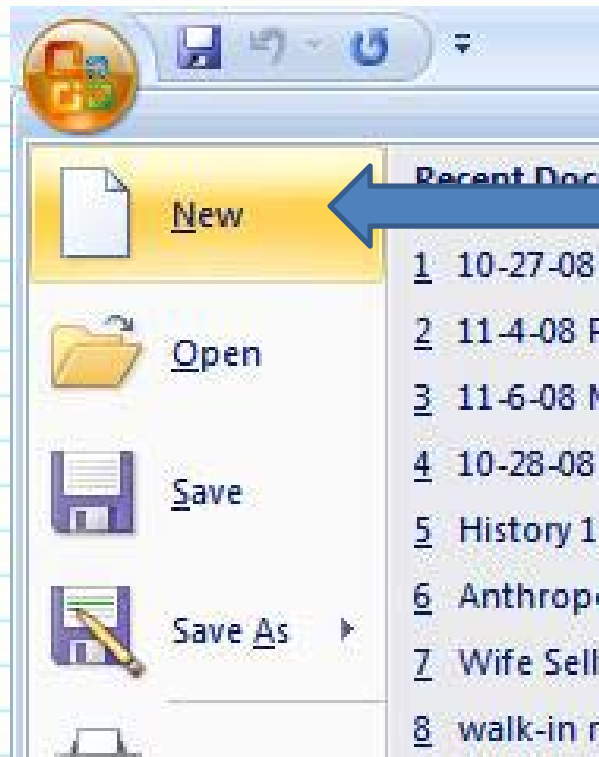 New
Open
Save
Save As
Recent Doc
1 10-27-08
2 11-4-08
3 11-6-08
4 10-28-08
5 History 1
6 Anthrop
7 Wife Sell
8 walk-in